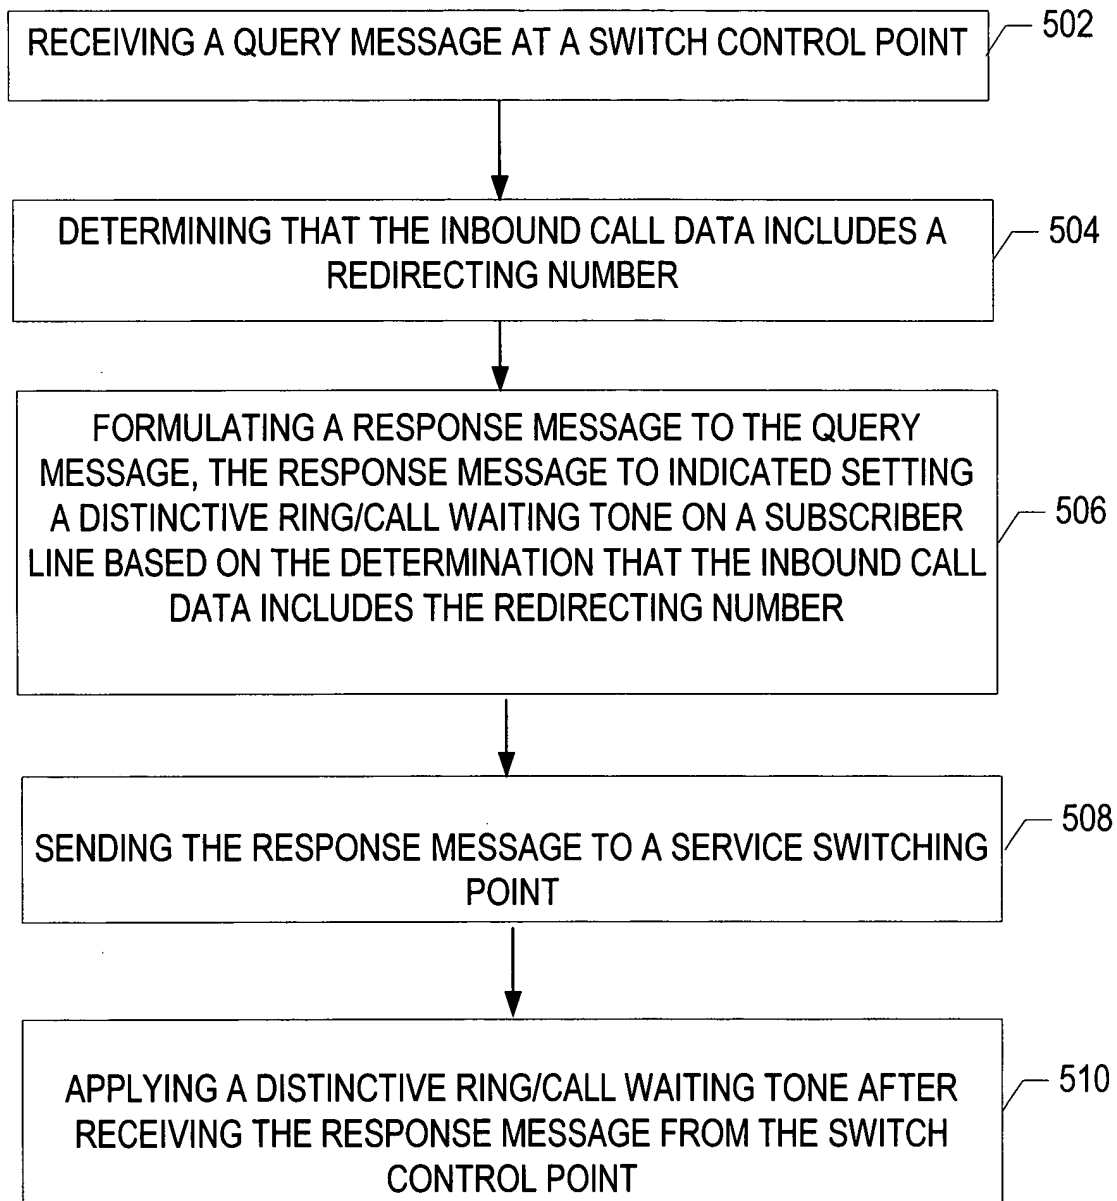 RECEIVING A QUERY MESSAGE AT A SWITCH CONTROL POINT
502
DETERMINING THAT THE INBOUND CALL DATA INCLUDES A
REDIRECTING NUMBER
504
FORMULATING A RESPONSE MESSAGE TO THE QUERY
MESSAGE, THE RESPONSE MESSAGE TO INDICATED SETTING
A DISTINCTIVE RING/CALL WAITING TONE ON A SUBSCRIBER
LINE BASED ON THE DETERMINATION THAT THE INBOUND CALL
DATA INCLUDES THE REDIRECTING NUMBER
506
SENDING THE RESPONSE MESSAGE TO A SERVICE SWITCHING
POINT
508
APPLYING A DISTINCTIVE RING/CALL WAITING TONE AFTER
RECEIVING THE RESPONSE MESSAGE FROM THE SWITCH
CONTROL POINT
510